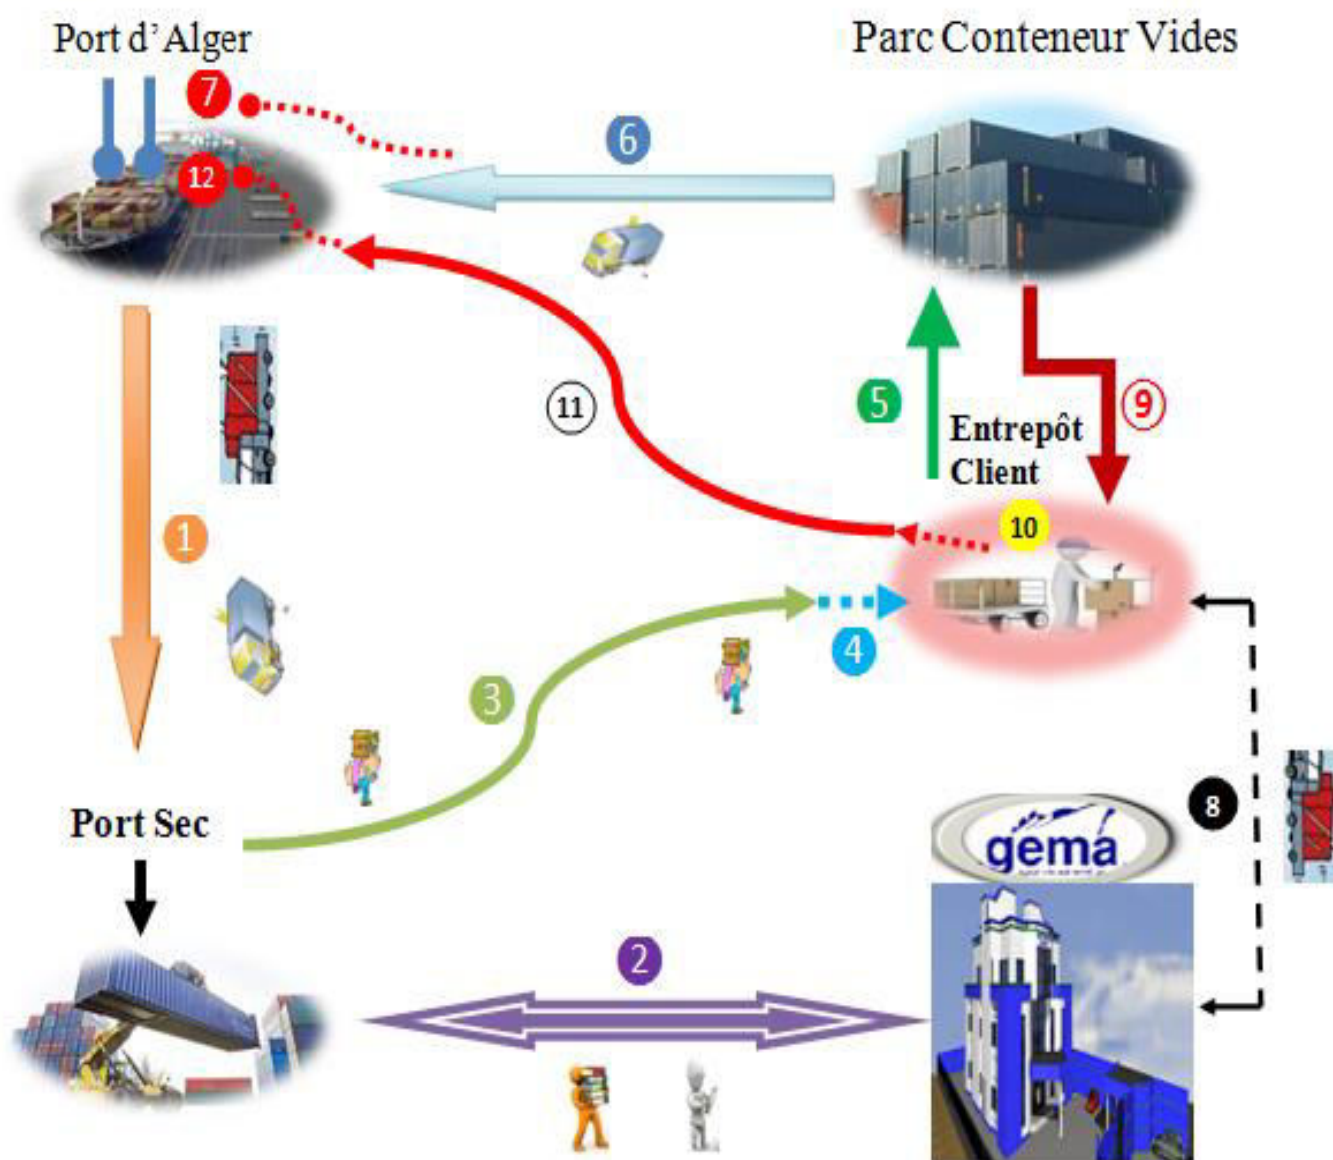 Port d'Alger
Parc Conteneur Vides
7
6
12
11
5
9
Entrepôt
Client
10
1
4
3
8
Port Sec
gema
2